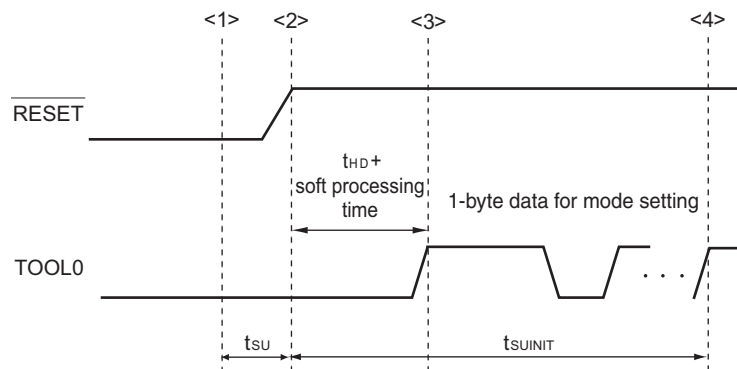 <1> <2> <3> <4>
RESET
tHD+
soft processing
time
1-byte data for mode setting
TOOL0
. . .
tSU
tSUINIT